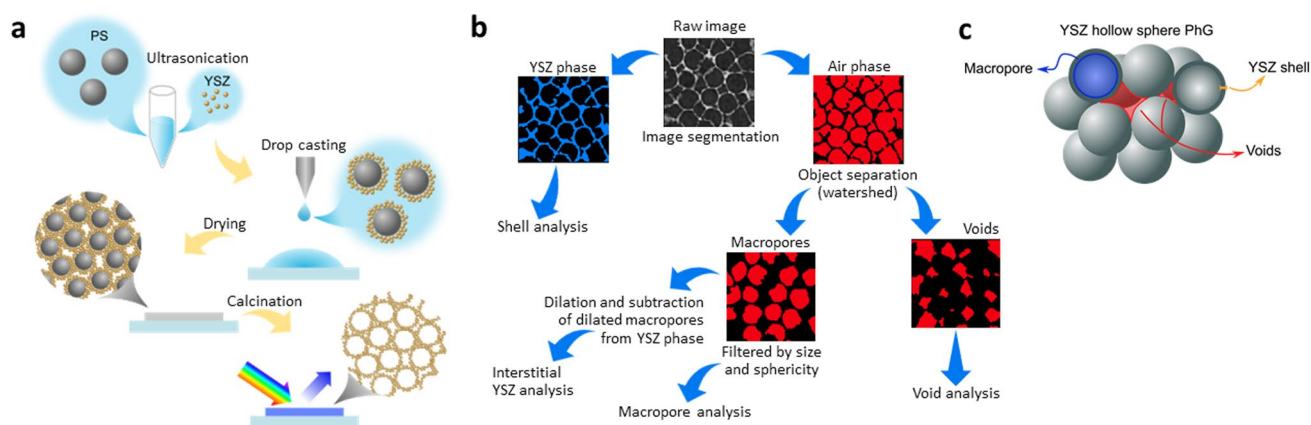 a
PS
Ultrasonication
YSZ
Drop casting
Drying
Calcination
b
Raw image
YSZ phase
Air phase
Image segmentation
Object separation
(watershed)
Shell analysis
Macropores
Voids
Dilation and subtraction
of dilated macropores
from YSZ phase
Filtered by size
and sphericity
Interstitial
YSZ analysis
Macropore analysis
Void analysis
c
YSZ hollow sphere PhG
Macropore
YSZ shell
Voids